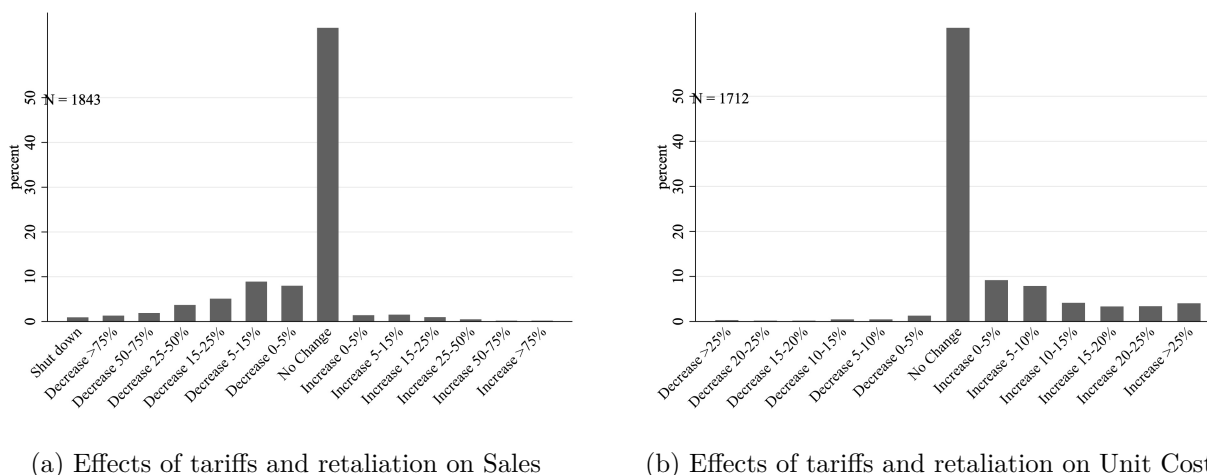 N = 1843
percent
50
40
30
20
10
0
Shut down
Decrease >75%
Decrease 50-75%
Decrease 25-50%
Decrease 15-25%
Decrease 5-15%
Decrease 0-5%
No Change
Increase 0-5%
Increase 5-15%
Increase 15-25%
Increase 25-50%
Increase 50-75%
Increase >75%
(a) Effects of tariffs and retaliation on Sales
N = 1712
percent
50
40
30
20
10
0
Decrease >25%
Decrease 20-25%
Decrease 15-20%
Decrease 10-15%
Decrease 5-10%
Decrease 0-5%
No Change
Increase 0-5%
Increase 5-10%
Increase 10-15%
Increase 15-20%
Increase 20-25%
Increase >25%
(b) Effects of tariffs and retaliation on Unit Cost